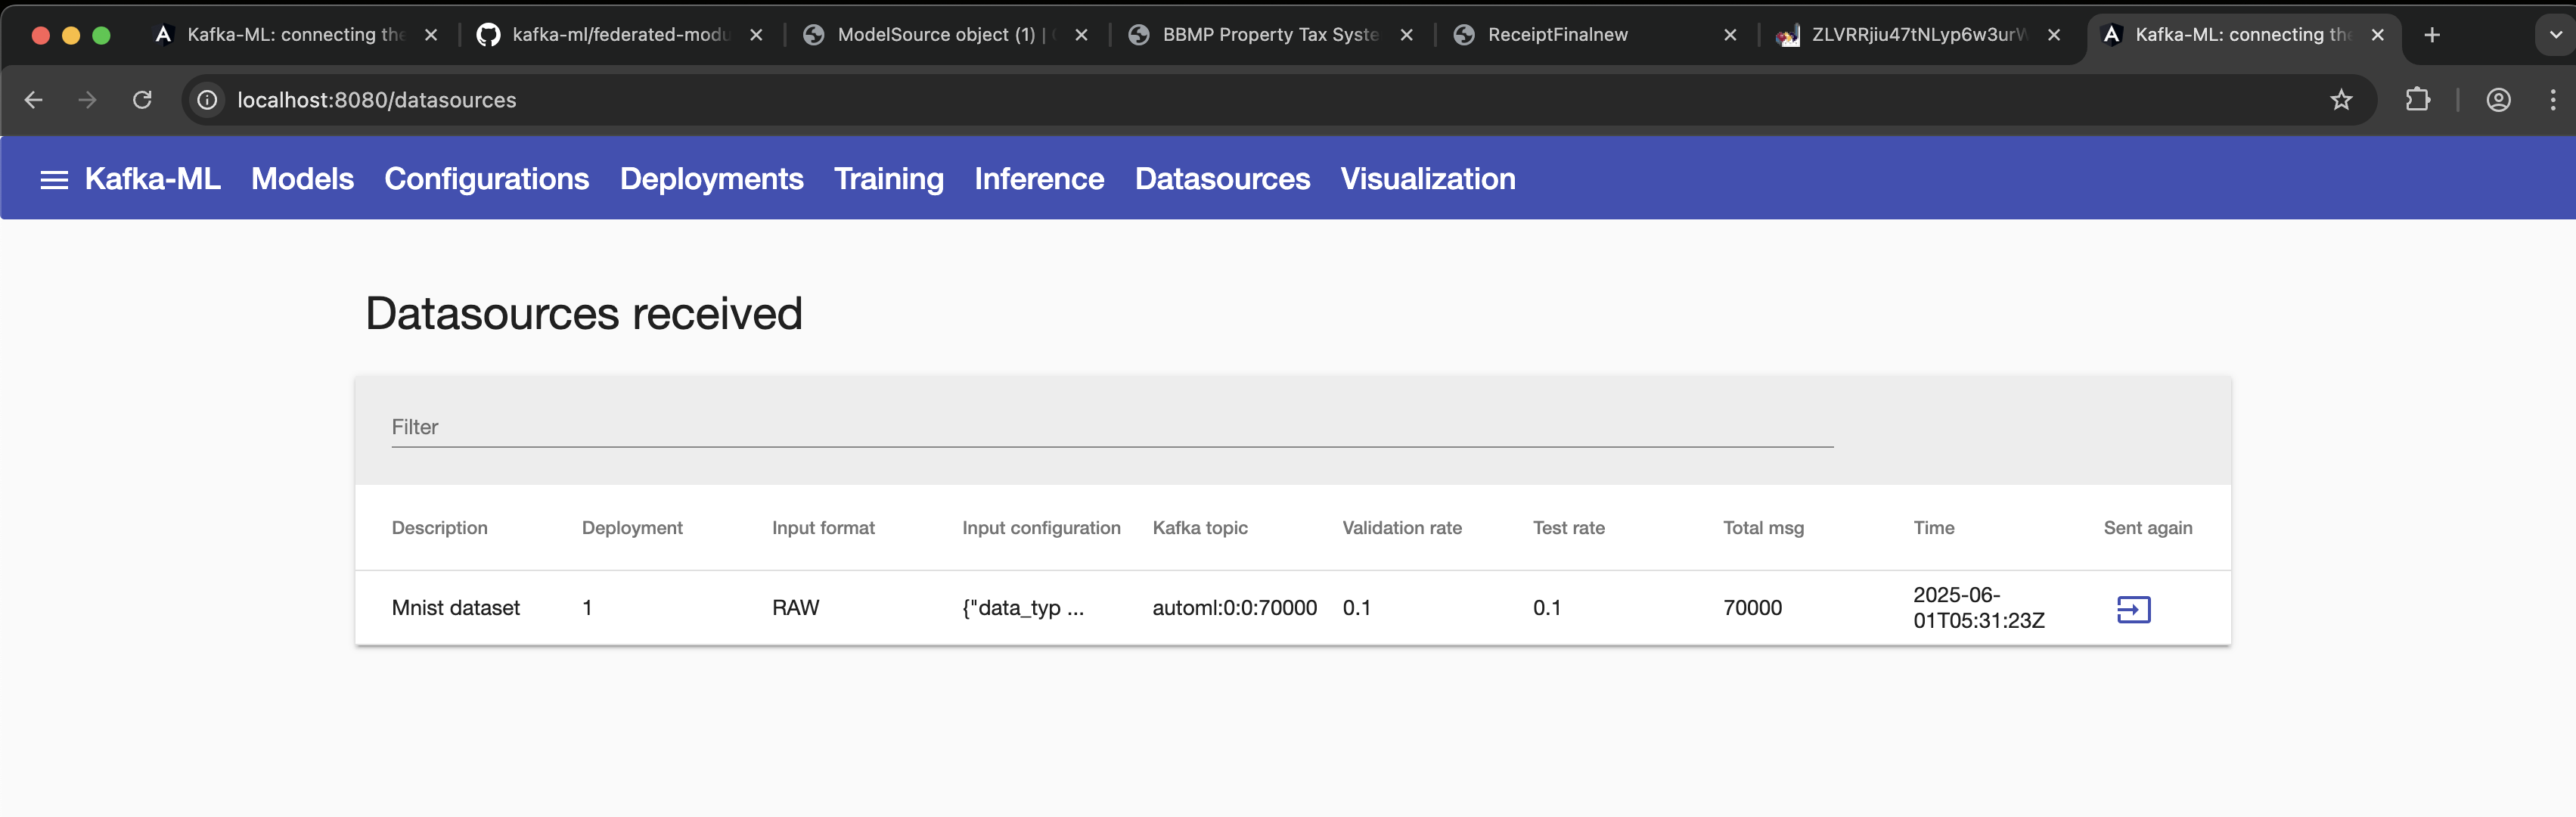 Kafka-ML: connecting the
kafka-ml/federated-modu
ModelSource object (1) |
BBMP Property Tax Syste
ReceiptFinalnew
ZLVRRjiu47tNLyp6w3urW
Kafka-ML: connecting the
localhost:8080/datasources
Kafka-ML Models Configurations Deployments Training Inference Datasources Visualization
Datasources received
Filter
Description Deployment Input format Input configuration Kafka topic Validation rate Test rate Total msg Time Sent again
Mnist dataset 1 RAW {"data_typ ... automl:0:0:70000 0.1 0.1 70000 2025-06-
01T05:31:23Z